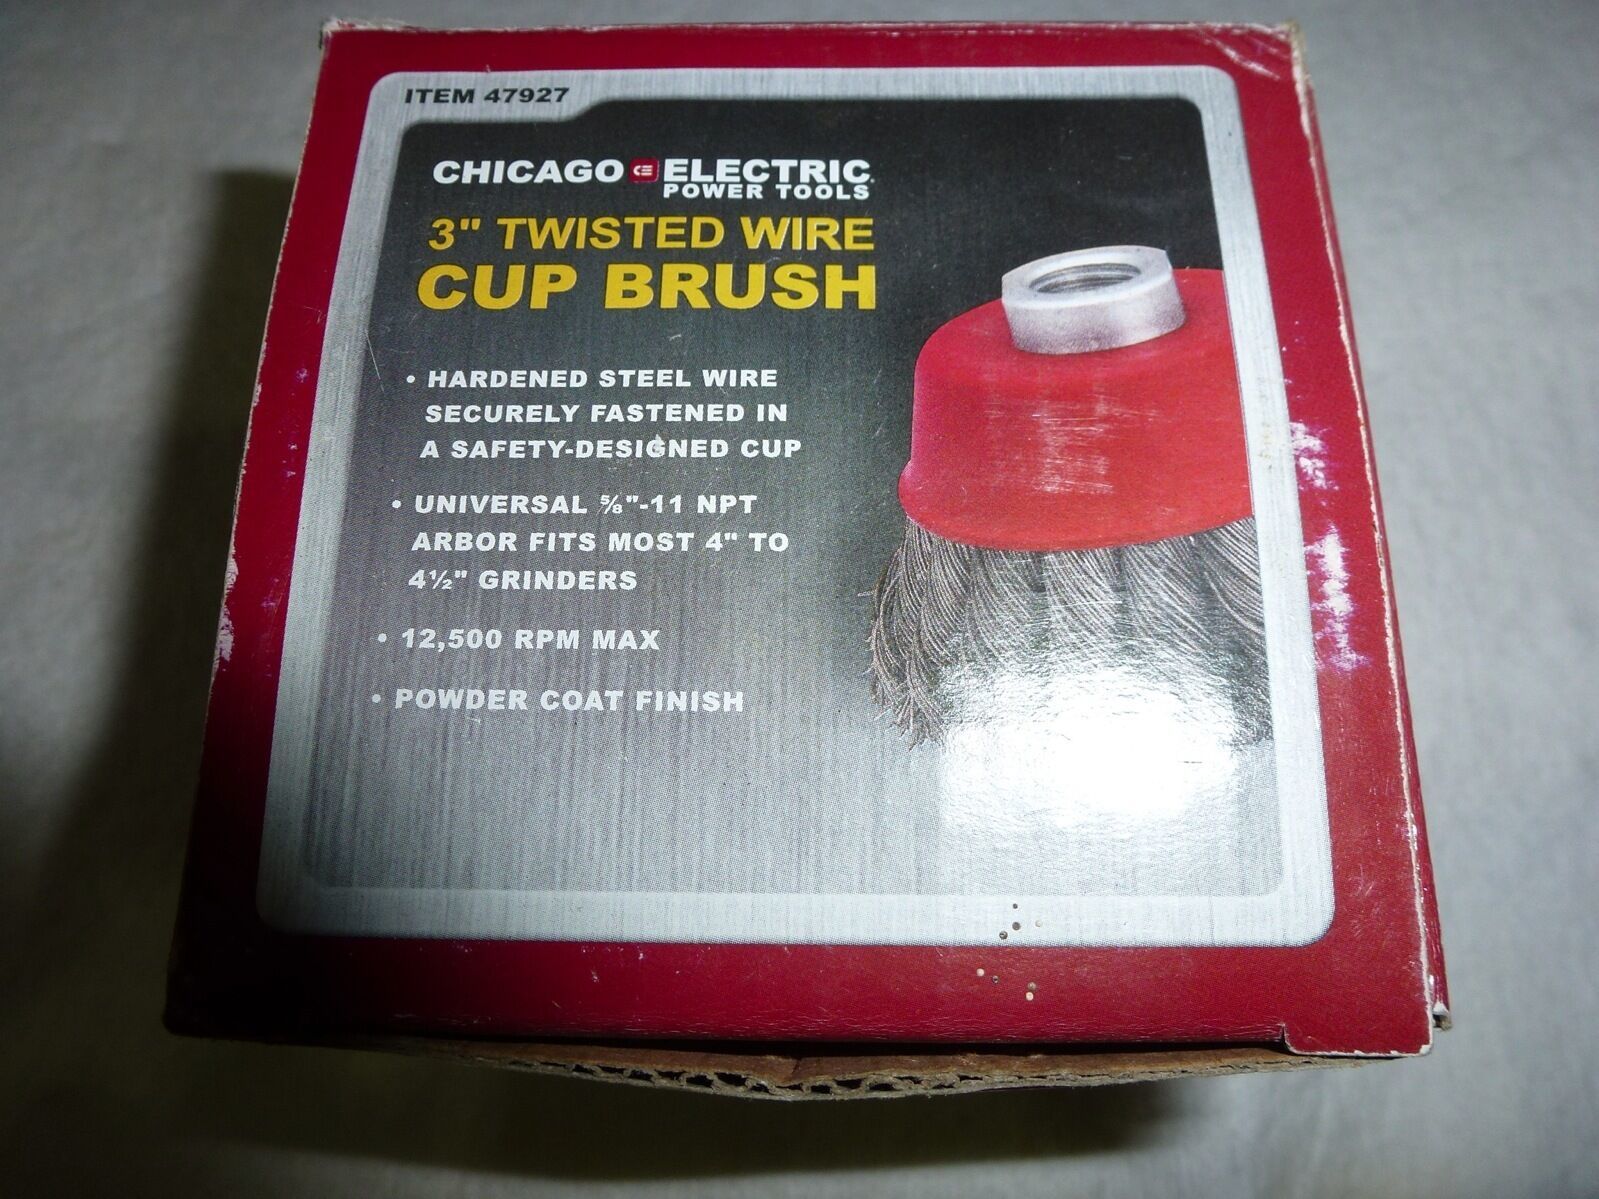 ITEM 47927
CHICAGO CE ELECTRIC
POWER TOOLS
3" TWISTED WIRE
CUP BRUSH
• HARDENED STEEL WIRE
SECURELY FASTENED IN
A SAFETY-DESIGNED CUP
• UNIVERSAL ⅝"-11 NPT
ARBOR FITS MOST 4" TO
4½" GRINDERS
• 12,500 RPM MAX
• POWDER COAT FINISH